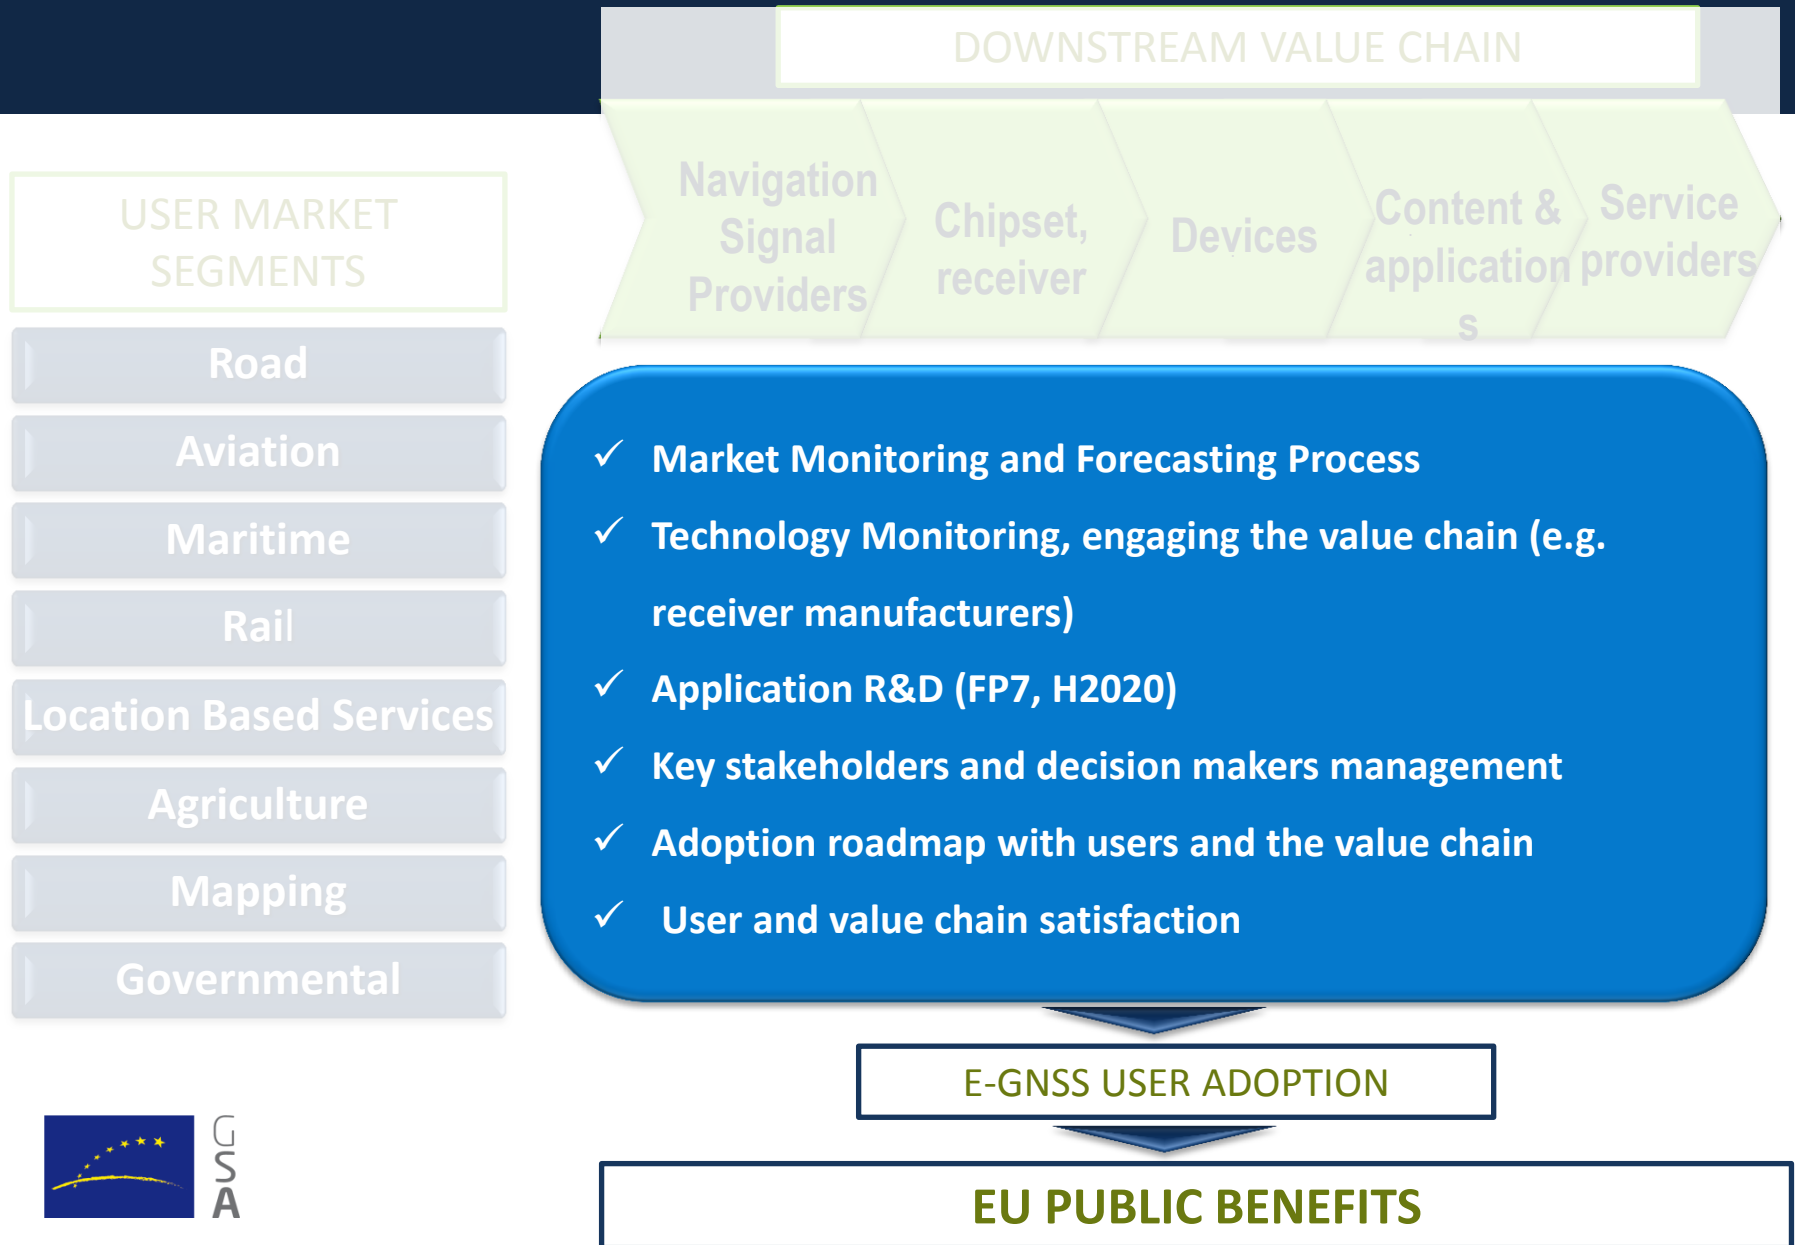 DOWNSTREAM VALUE CHAIN
Navigation
Signal
Providers
Chipset,
receiver
Devices
Content &
application
s
Service
providers
USER MARKET
SEGMENTS
Road
Aviation
Maritime
Rail
Location Based Services
Agriculture
Mapping
Governmental
✓ Market Monitoring and Forecasting Process
✓ Technology Monitoring, engaging the value chain (e.g.
receiver manufacturers)
✓ Application R&D (FP7, H2020)
✓ Key stakeholders and decision makers management
✓ Adoption roadmap with users and the value chain
✓ User and value chain satisfaction
E-GNSS USER ADOPTION
EU PUBLIC BENEFITS
G
S
A